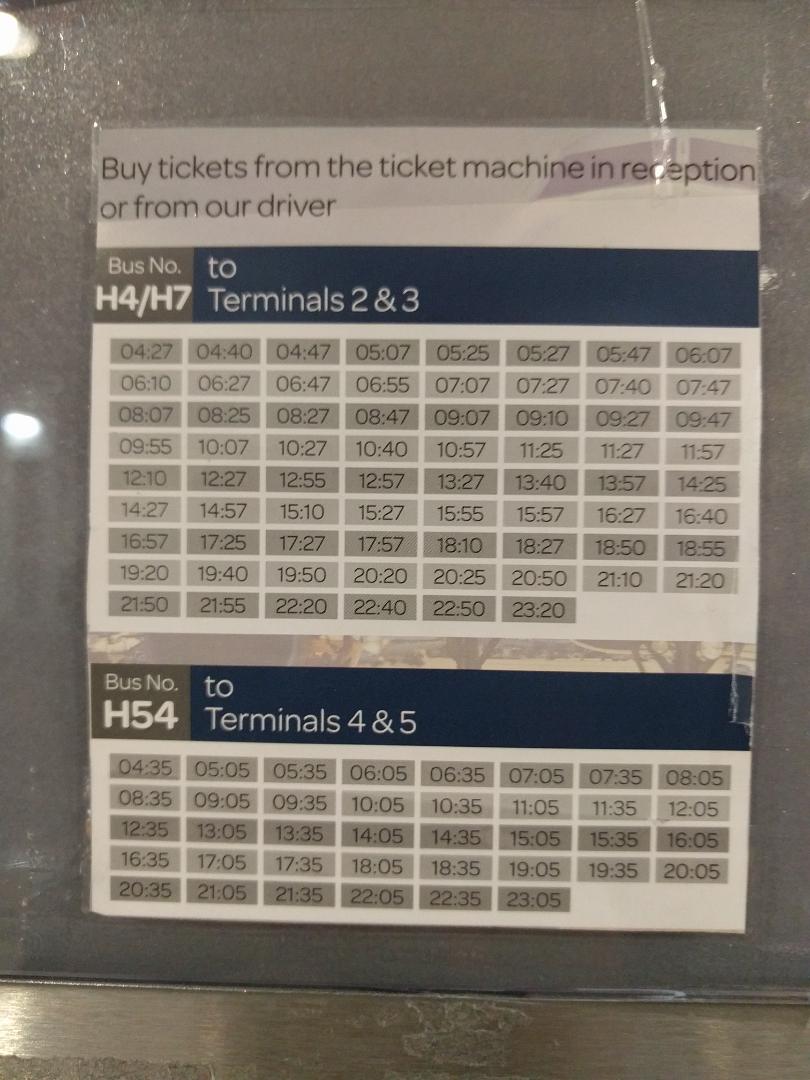 Buy tickets from the ticket machine in reception
or from our driver
Bus No. to
H4/H7 Terminals 2 & 3
04:27 04:40 04:47 05:07 05:25 05:27 05:47 06:07
06:10 06:27 06:47 06:55 07:07 07:27 07:40 07:47
08:07 08:25 08:27 08:47 09:07 09:10 09:27 09:47
09:55 10:07 10:27 10:40 10:57 11:25 11:27 11:57
12:10 12:27 12:55 12:57 13:27 13:40 13:57 14:25
14:27 14:57 15:10 15:27 15:55 15:57 16:27 16:40
16:57 17:25 17:27 17:57 18:10 18:27 18:50 18:55
19:20 19:40 19:50 20:20 20:25 20:50 21:10 21:20
21:50 21:55 22:20 22:40 22:50 23:20
Bus No. to
H54 Terminals 4 & 5
04:35 05:05 05:35 06:05 06:35 07:05 07:35 08:05
08:35 09:05 09:35 10:05 10:35 11:05 11:35 12:05
12:35 13:05 13:35 14:05 14:35 15:05 15:35 16:05
16:35 17:05 17:35 18:05 18:35 19:05 19:35 20:05
20:35 21:05 21:35 22:05 22:35 23:05